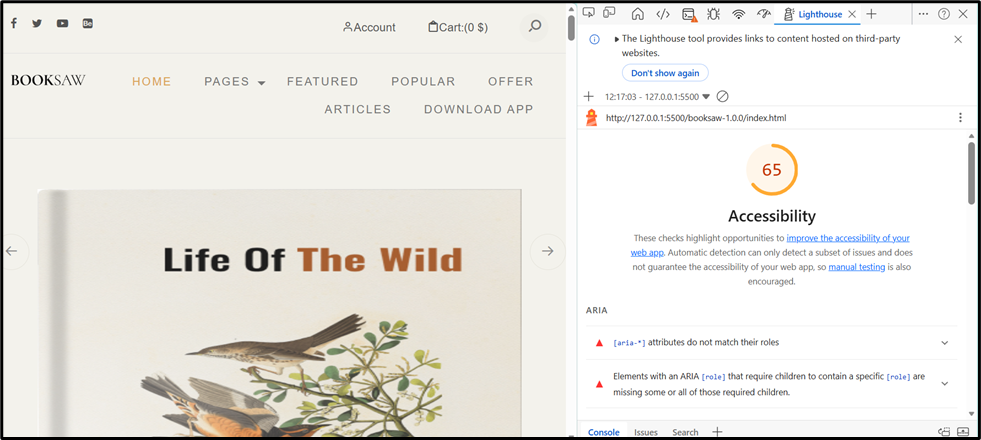 Account
Cart:(0 $)
BOOKSAW
HOME PAGES FEATURED POPULAR OFFER
ARTICLES DOWNLOAD APP
Life Of The Wild
Lighthouse
The Lighthouse tool provides links to content hosted on third-party
websites.
Don't show again
12:17:03 - 127.0.0.1:5500
http://127.0.0.1:5500/booksaw-1.0.0/index.html
65
Accessibility
These checks highlight opportunities to improve the accessibility of your
web app. Automatic detection can only detect a subset of issues and does
not guarantee the accessibility of your web app, so manual testing is also
encouraged.
ARIA
[aria-*] attributes do not match their roles
Elements with an ARIA [role] that require children to contain a specific [role] are
missing some or all of those required children.
Console Issues Search